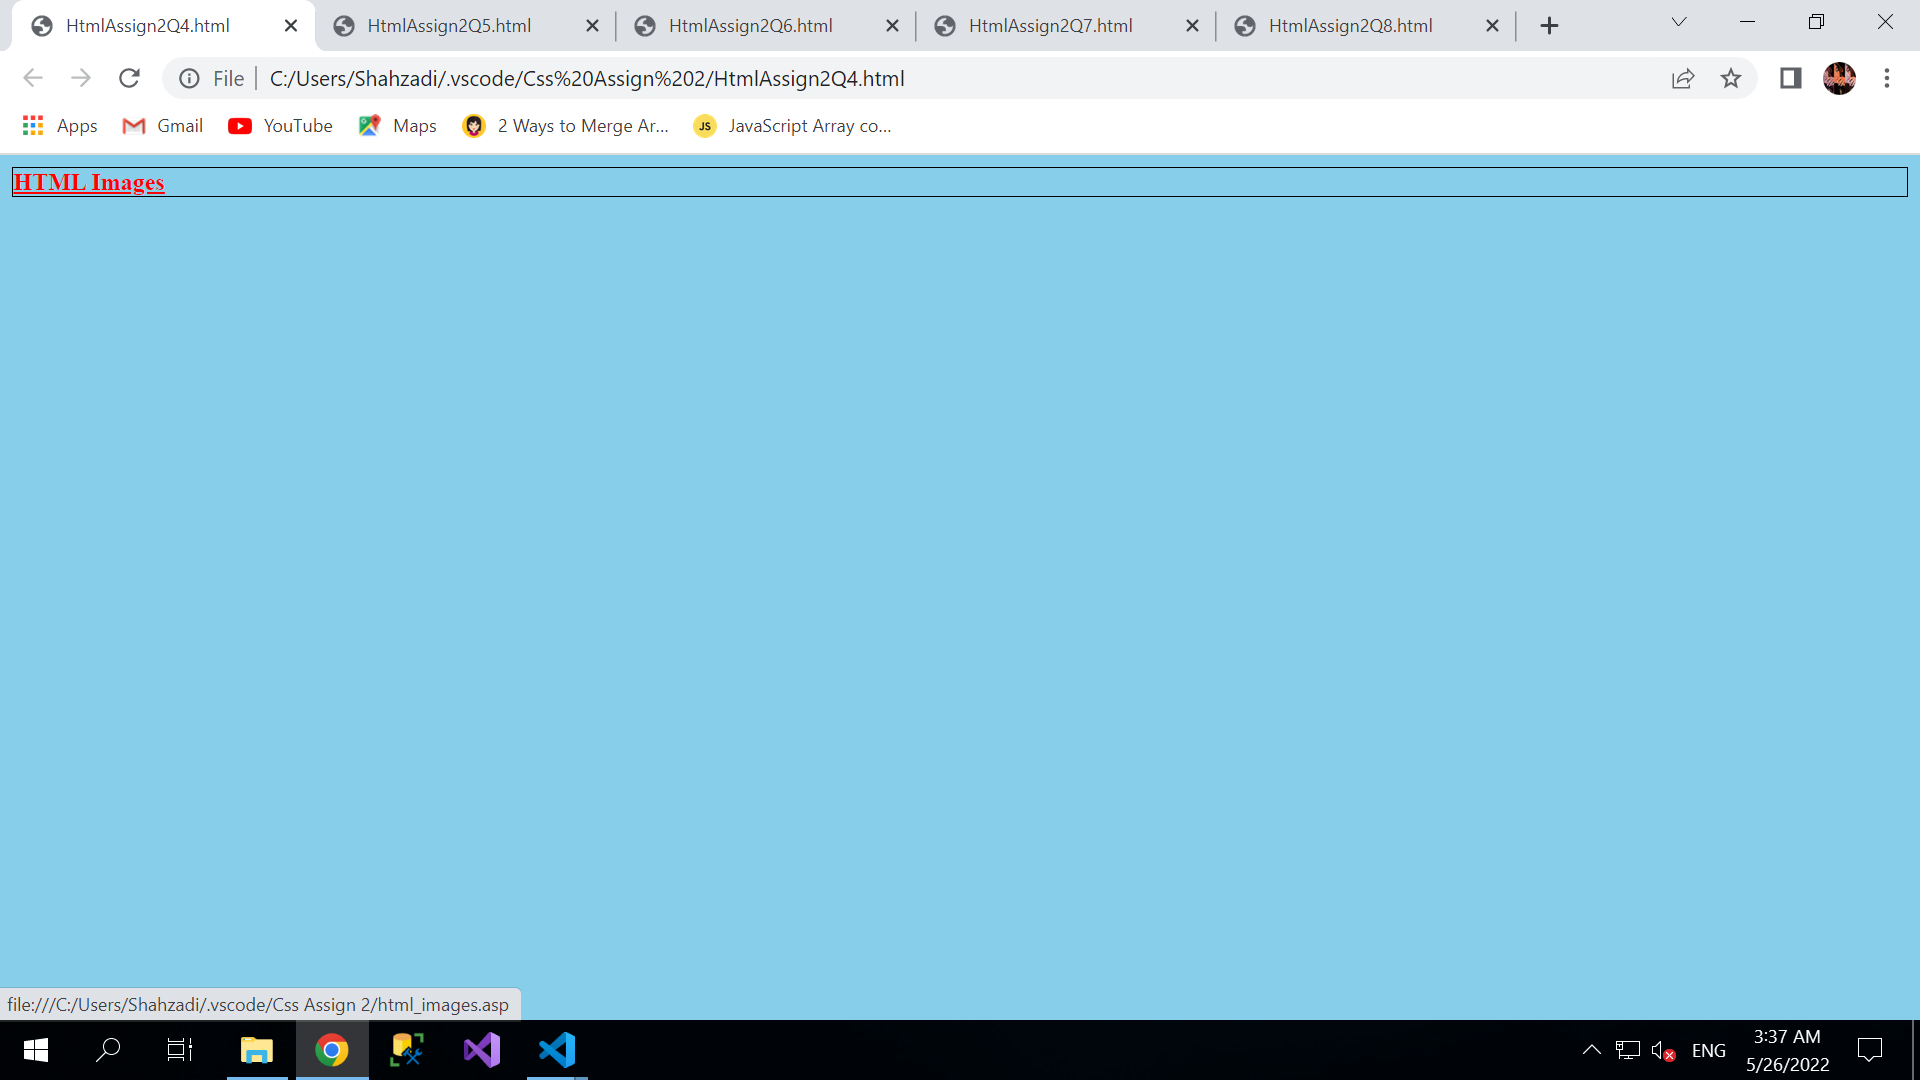 HtmlAssign2Q4.html
HtmlAssign2Q5.html
HtmlAssign2Q6.html
HtmlAssign2Q7.html
HtmlAssign2Q8.html
File
C:/Users/Shahzadi/.vscode/Css%20Assign%202/HtmlAssign2Q4.html
Apps
Gmail
YouTube
Maps
2 Ways to Merge Ar...
JS
JavaScript Array co...
HTML Images
file:///C:/Users/Shahzadi/.vscode/Css Assign 2/html_images.asp
ENG
3:37 AM
5/26/2022